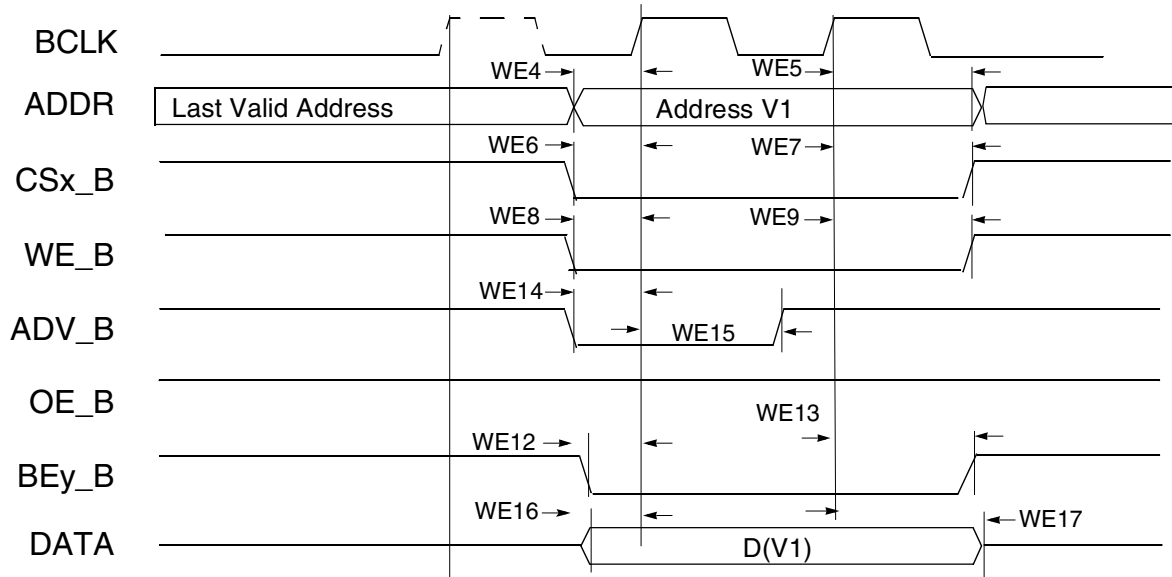 BCLK
WE4 WE5
ADDR Last Valid Address Address V1
WE6 WE7
CSx_B
WE8 WE9
WE_B
WE14
ADV_B WE15
OE_B
WE13
WE12
BEy_B
WE16 WE17
DATA D(V1)